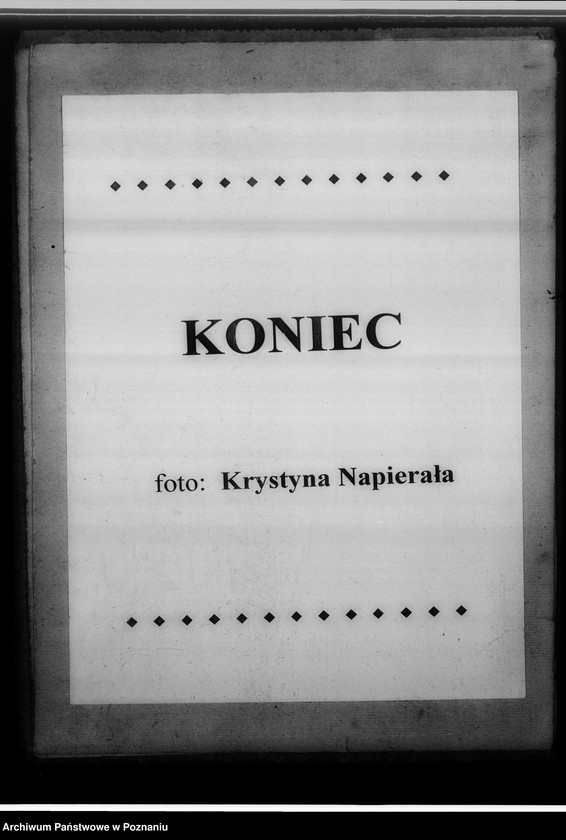 KONIEC
foto: Krystyna Napierała
Archiwum Państwowe w Poznaniu